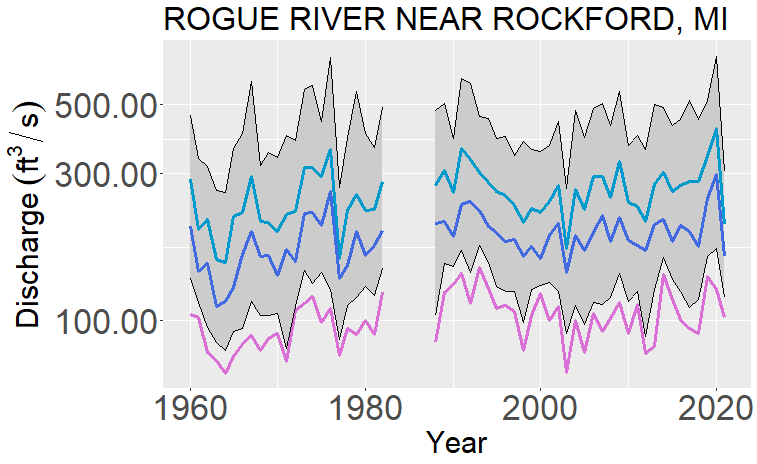 ROGUE RIVER NEAR ROCKFORD, MI
Discharge (ft³/s)
500.00
300.00
100.00
1960 1980 2000 2020
Year